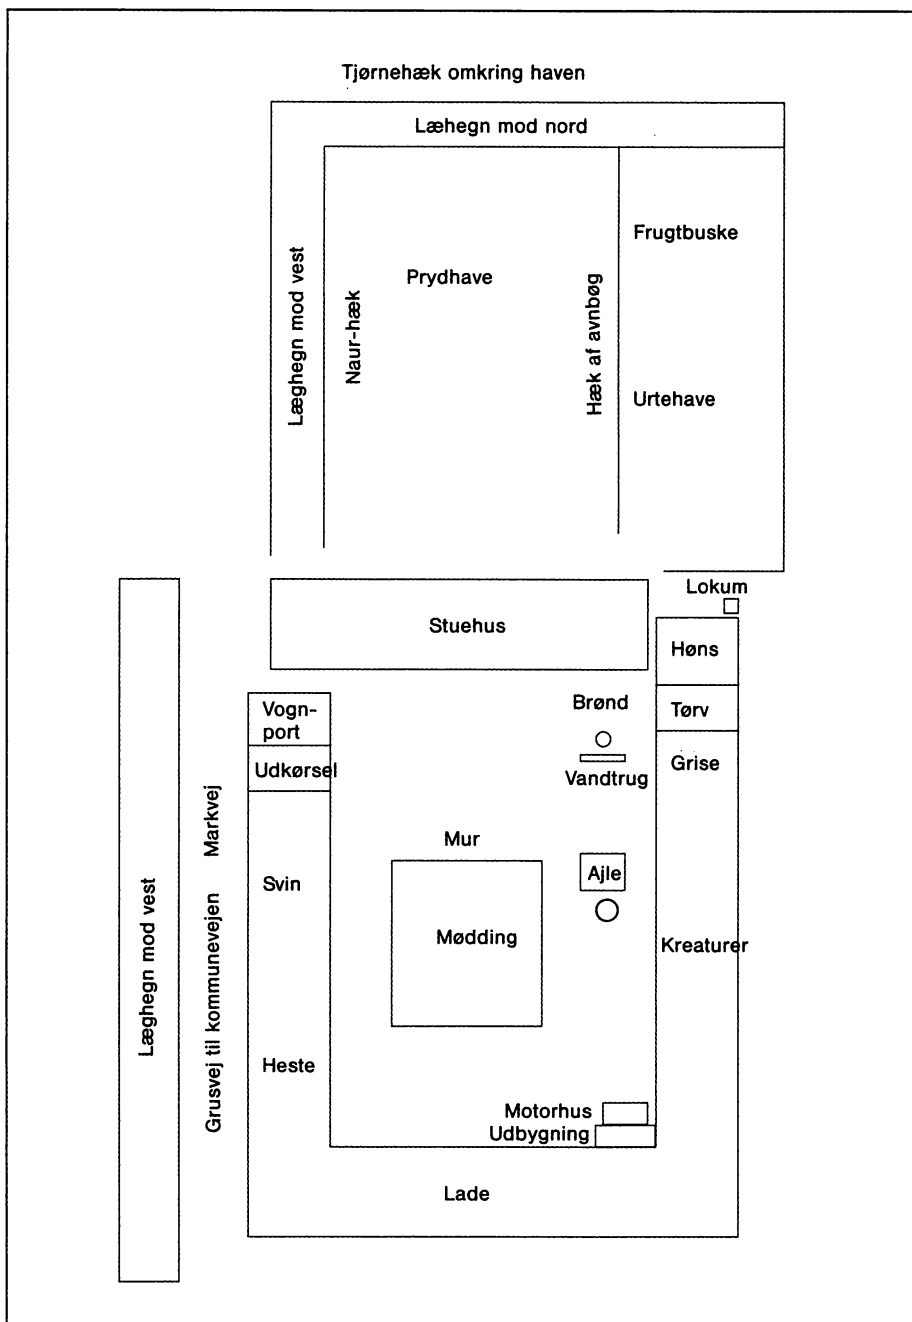 Tjørnehæk omkring haven
Læhegn mod nord
Læghegn mod vest
Naur-hæk
Prydhave
Hæk af avnbøg
Frugtbuske
Urtehave
Lokum
Stuehus
Høns
Vogn-
port
Brønd
Tørv
Udkørsel
Vandtrug
Grise
Markvej
Mur
Svin
Ajle
Mødding
Kreaturer
Læghegn mod vest
Grusvej til kommunevejen
Heste
Motorhus
Udbygning
Lade